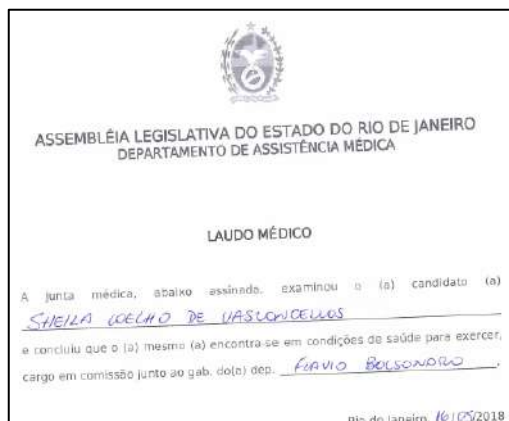 ASSEMBLÉIA LEGISLATIVA DO ESTADO DO RIO DE JANEIRO
DEPARTAMENTO DE ASSISTÊNCIA MÉDICA
LAUDO MÉDICO
A junta médica, abaixo assinada, examinou o (a) candidato (a)
SHEILA COELHO DE VASCONCELLOS
e concluiu que o (a) mesmo (a) encontra-se em condições de saúde para exercer,
cargo em comissão junto ao gab. do(a) dep. FLAVIO BOLSONARO .
Rio de Janeiro, 16/05/2018